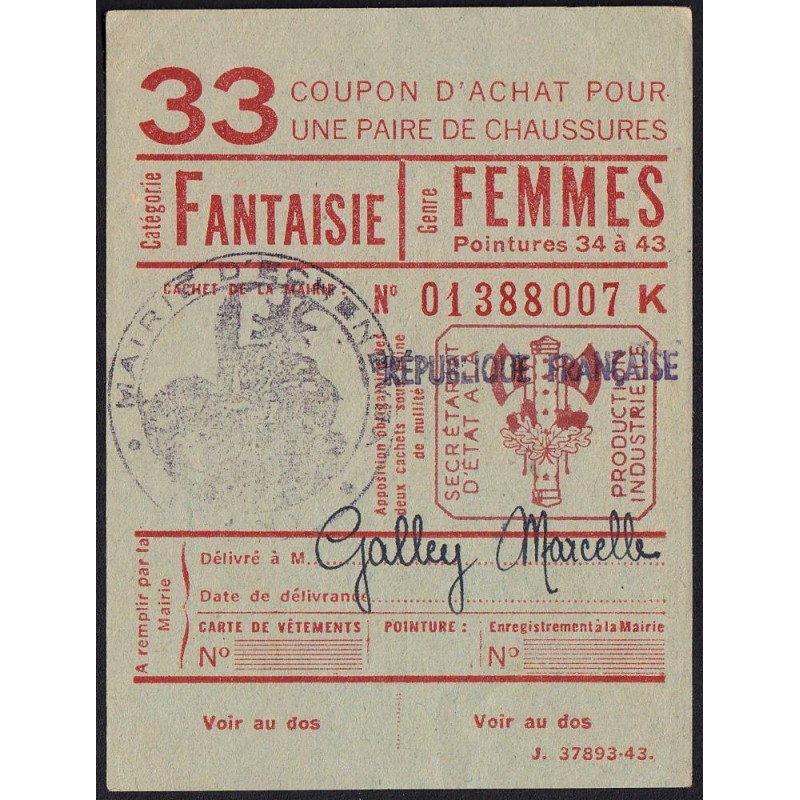 33 COUPON D'ACHAT POUR
UNE PAIRE DE CHAUSSURES
Catégorie
FANTAISIE
Genre
FEMMES
Pointures 34 à 43
CACHET DE LA MAIRIE :
MAIRIE
Nº 01388007 K
RÉPUBLIQUE FRANÇAISE
Apposition
deux cachets sous
de nullité
SECRÉTARIAT
D'ÉTAT A LA
PRODUCTION
INDUSTRIELLE
A remplir par la
Mairie
Délivré à M. Galley Marcelle
Date de délivrance
CARTE DE VÊTEMENTS
Nº
POINTURE :
Enregistrement à la Mairie
Nº
Voir au dos
Voir au dos
J. 37893-43.